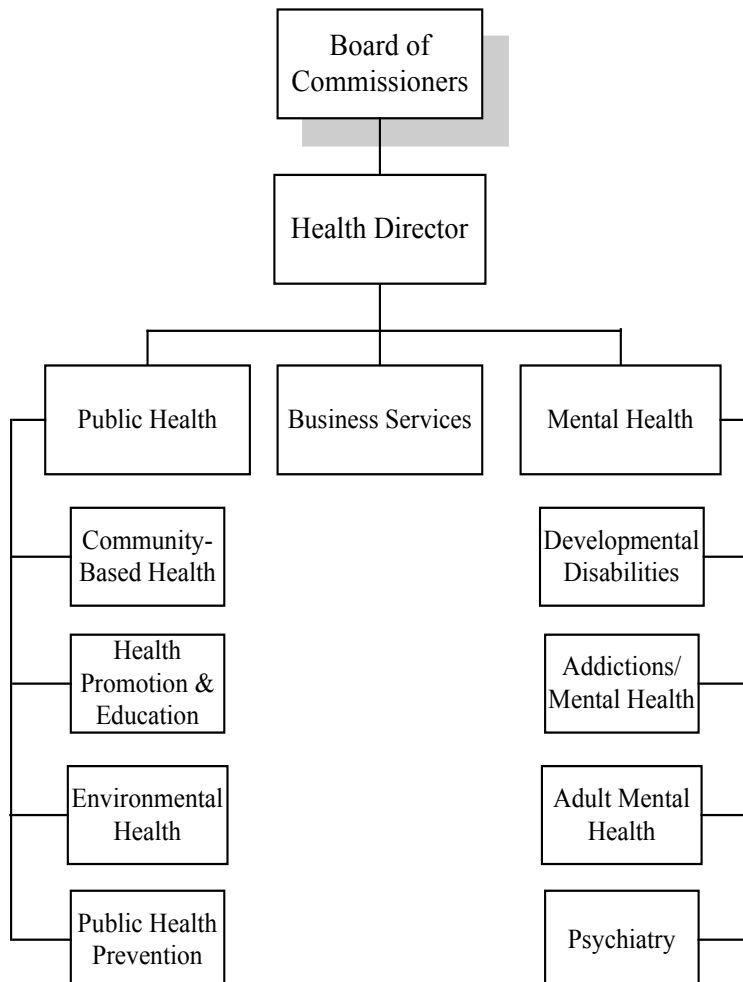 Board of
Commissioners
Health Director
Public Health
Business Services
Mental Health
Community-
Based Health
Developmental
Disabilities
Health
Promotion &
Education
Addictions/
Mental Health
Environmental
Health
Adult Mental
Health
Public Health
Prevention
Psychiatry